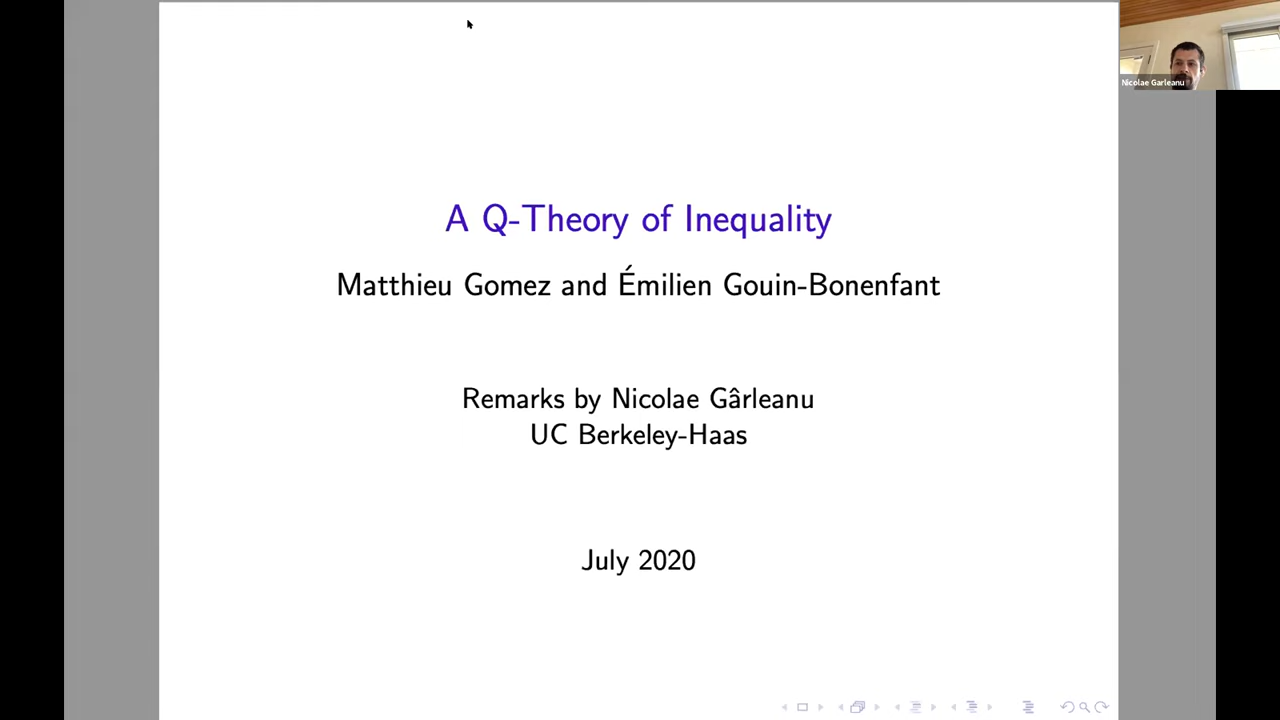 A Q-Theory of Inequality
Matthieu Gomez and Émilien Gouin-Bonenfant
Remarks by Nicolae Gârleanu
UC Berkeley-Haas
July 2020
Nicolae Garleanu